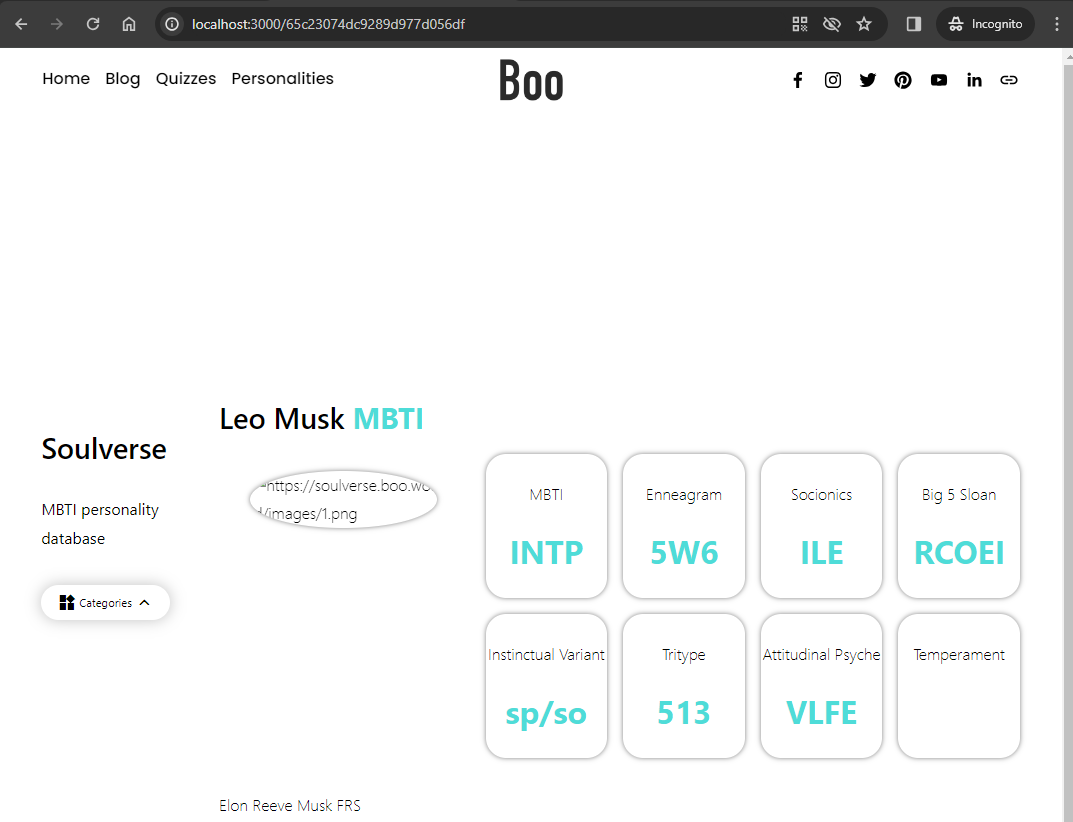 localhost:3000/65c23074dc9289d977d056df
Incognito
Home Blog Quizzes Personalities
Boo
Leo Musk MBTI
Soulverse
MBTI personality
database
Categories
=https://soulverse.boo.wo
d/images/1.png
MBTI
INTP
Enneagram
5W6
Socionics
ILE
Big 5 Sloan
RCOEI
Instinctual Variant
sp/so
Tritype
513
Attitudinal Psyche
VLFE
Temperament
Elon Reeve Musk FRS